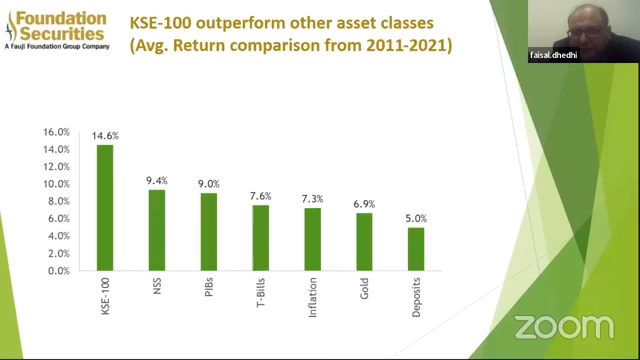 Foundation
Securities
A Fauji Foundation Group Company
KSE-100 outperform other asset classes
(Avg. Return comparison from 2011-2021)
faisal.dhedhi
16.0%
14.0%
12.0%
10.0%
8.0%
6.0%
4.0%
2.0%
0.0%
14.6%
9.4%
9.0%
7.6%
7.3%
6.9%
5.0%
KSE-100
NSS
PIBs
T-Bills
Inflation
Gold
Deposits
zoom